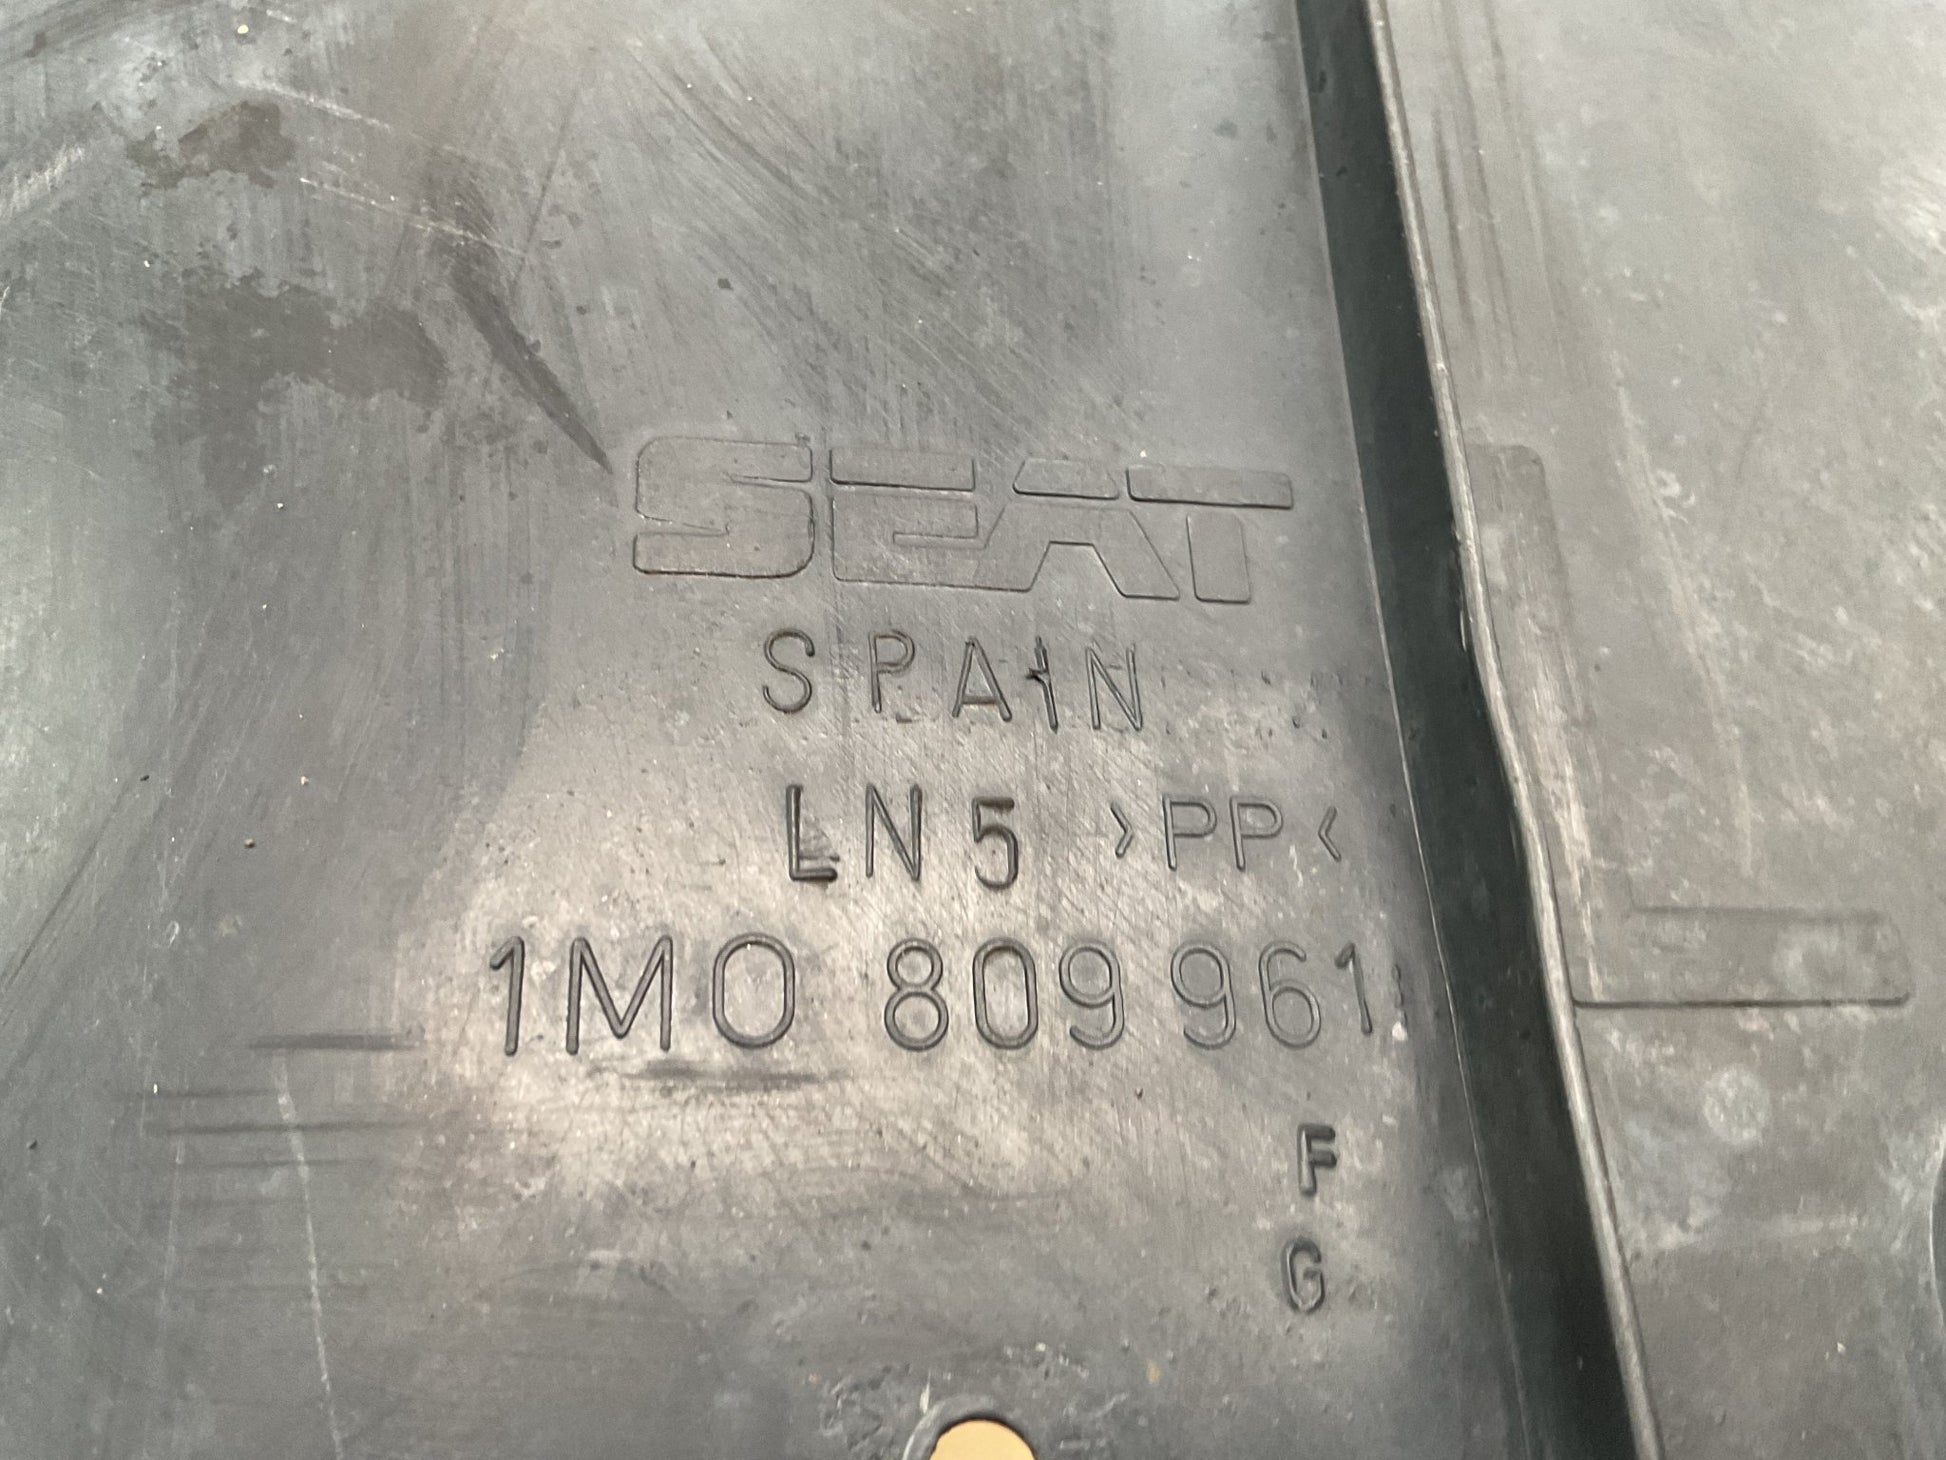 SEAT
SPAIN
LN5 >PP<
1M0 809 961
F
G